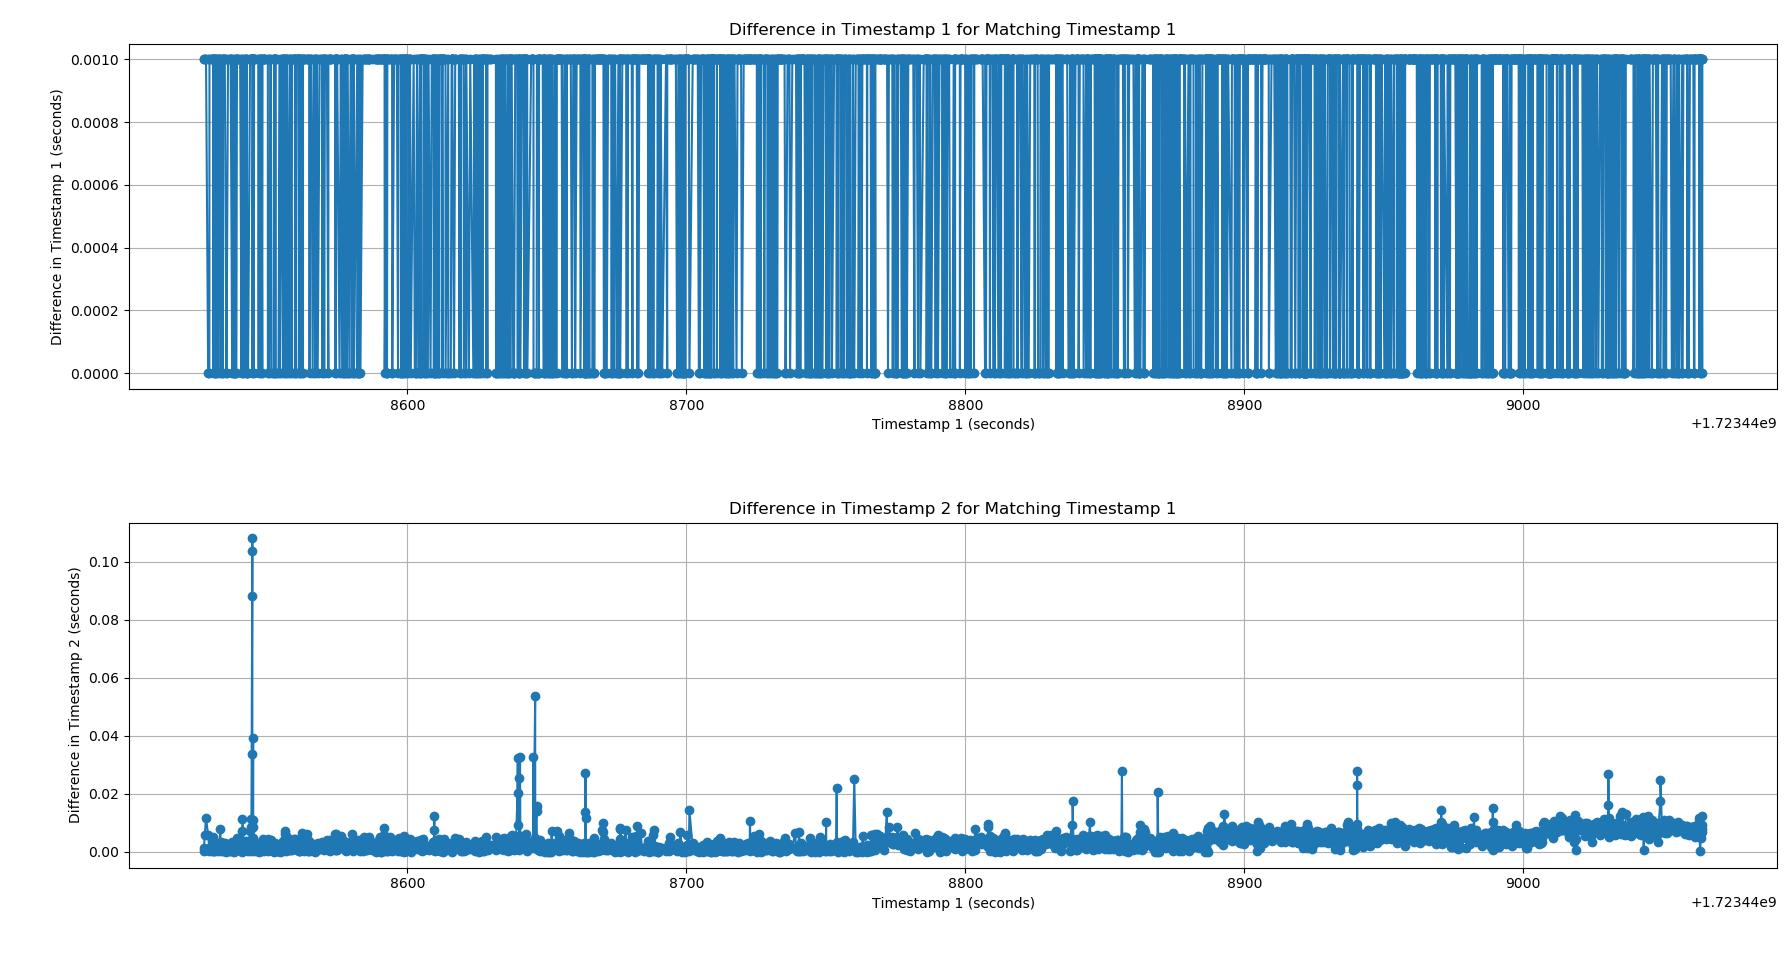 Difference in Timestamp 1 for Matching Timestamp 1
Difference in Timestamp 1 (seconds)
0.0010
0.0008
0.0006
0.0004
0.0002
0.0000
8600 8700 8800 8900 9000
Timestamp 1 (seconds)
+1.72344e9
Difference in Timestamp 2 for Matching Timestamp 1
Difference in Timestamp 2 (seconds)
0.10
0.08
0.06
0.04
0.02
0.00
8600 8700 8800 8900 9000
Timestamp 1 (seconds)
+1.72344e9